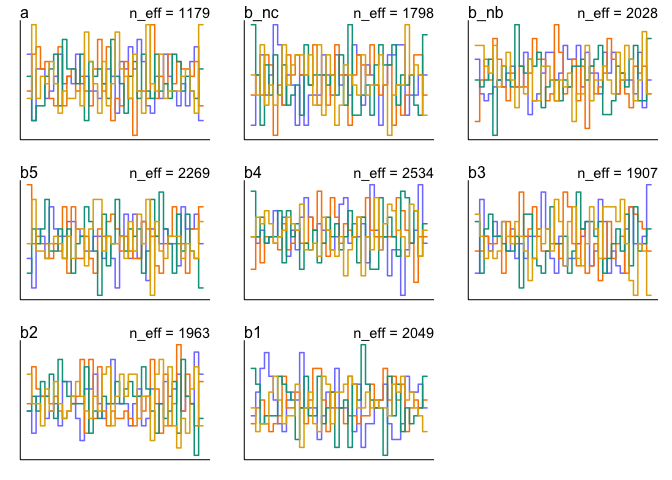 a n_eff = 1179
b_nc n_eff = 1798
b_nb n_eff = 2028
b5 n_eff = 2269
b4 n_eff = 2534
b3 n_eff = 1907
b2 n_eff = 1963
b1 n_eff = 2049